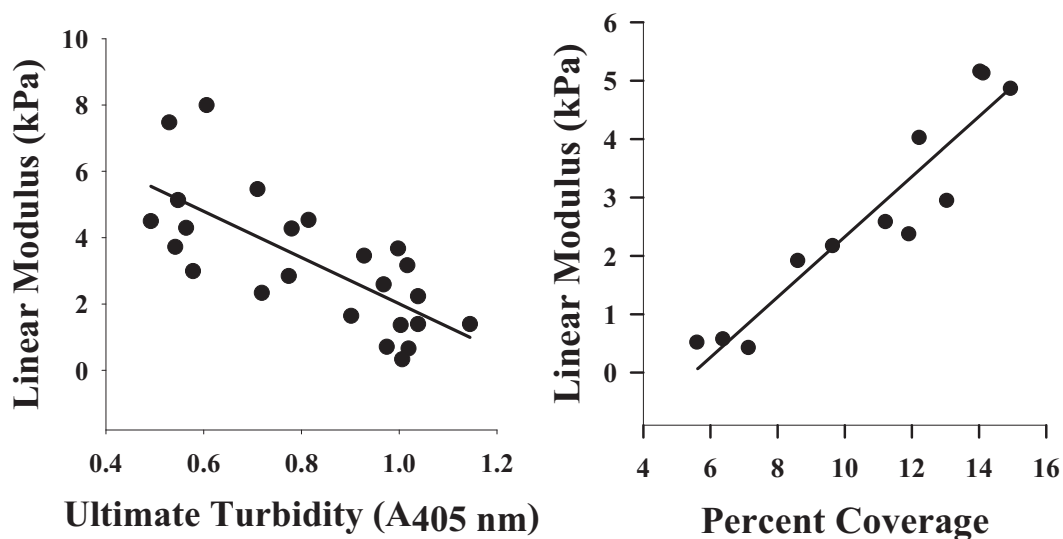 Linear Modulus (kPa)
10
8
6
4
2
0
0.4 0.6 0.8 1.0 1.2
Ultimate Turbidity (A405 nm)
Linear Modulus (kPa)
6
5
4
3
2
1
0
4 6 8 10 12 14 16
Percent Coverage